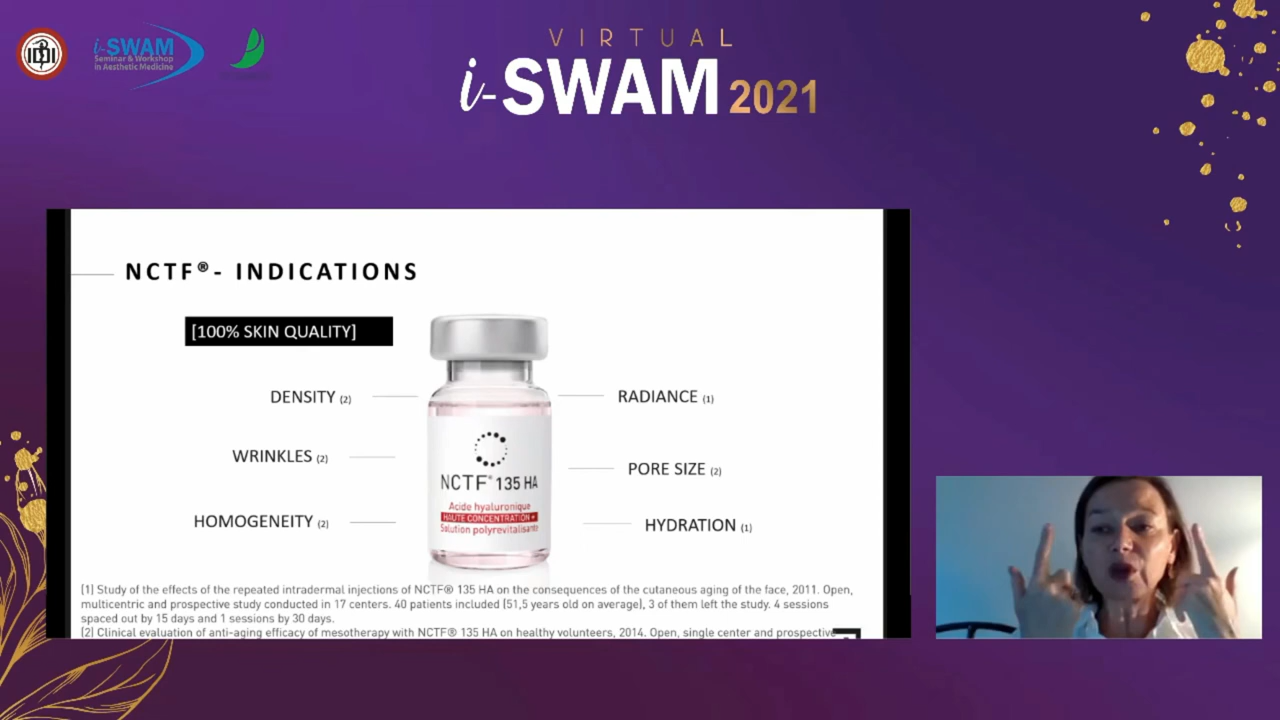 i-SWAM
Seminar & Workshop
in Aesthetic Medicine
VIRTUAL
i-SWAM 2021
NCTF®- INDICATIONS
[100% SKIN QUALITY]
DENSITY (2)
RADIANCE (1)
WRINKLES (2)
PORE SIZE (2)
HOMOGENEITY (2)
HYDRATION (1)
NCTF® 135 HA
Acide hyaluronique
HAUTE CONCENTRATION +
Solution polyrevitalisante
[1] Study of the effects of the repeated intradermal injections of NCTF® 135 HA on the consequences of the cutaneous aging of the face, 2011. Open,
multicentric and prospective study conducted in 17 centers. 40 patients included [51,5 years old on average], 3 of them left the study. 4 sessions
spaced out by 15 days and 1 sessions by 30 days.
[2] Clinical evaluation of anti-aging efficacy of mesotherapy with NCTF® 135 HA on healthy volunteers, 2014. Open, single center and prospective